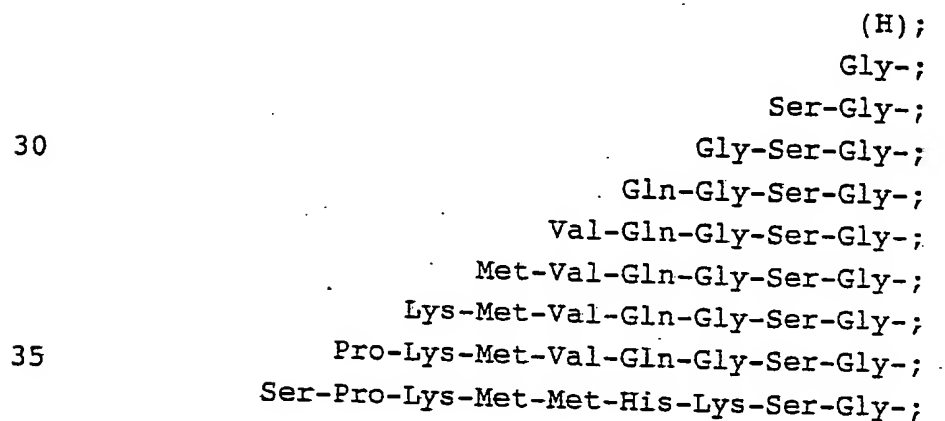 (H);
Gly-;
Ser-Gly-;
30 Gly-Ser-Gly-;
Gln-Gly-Ser-Gly-;
Val-Gln-Gly-Ser-Gly-;
Met-Val-Gln-Gly-Ser-Gly-;
Lys-Met-Val-Gln-Gly-Ser-Gly-;
35 Pro-Lys-Met-Val-Gln-Gly-Ser-Gly-;
Ser-Pro-Lys-Met-Met-His-Lys-Ser-Gly-;